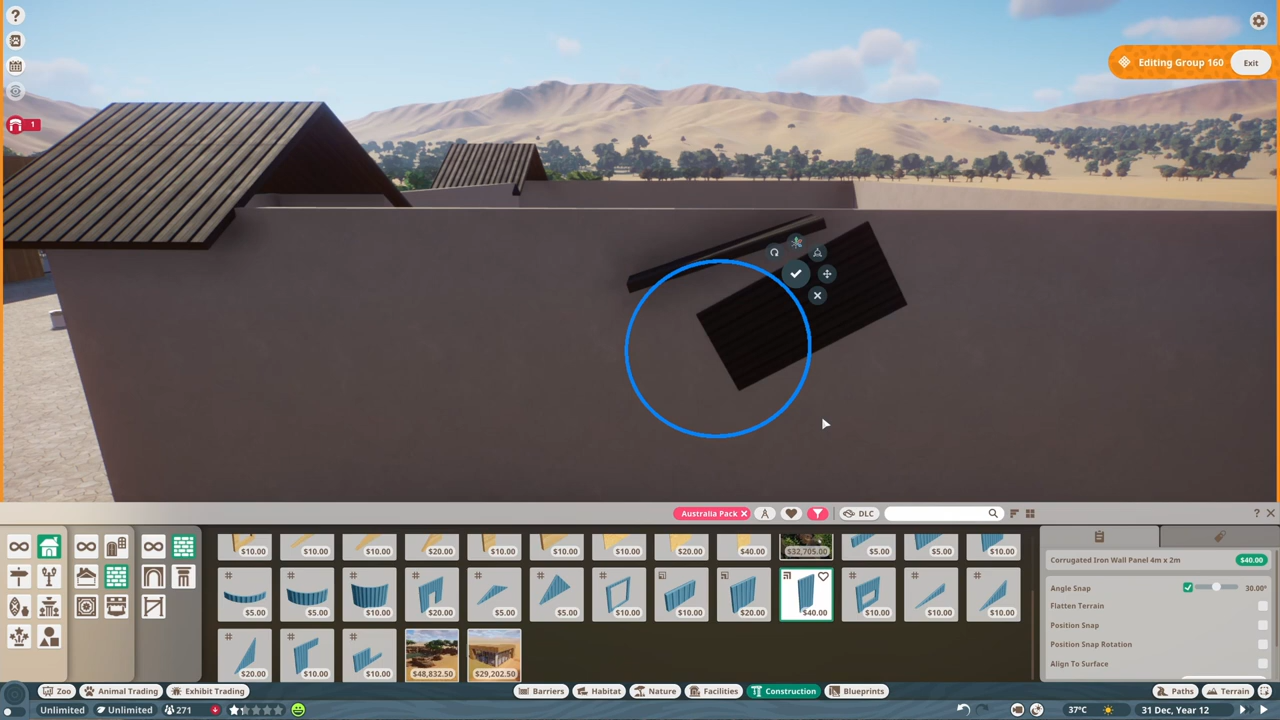 ?
Editing Group 160
Exit
1
Australia Pack
DLC
?
$10.00 $10.00 $10.00 $20.00 $10.00 $10.00 $10.00 $20.00 $40.00 $32,705.00 $5.00 $5.00 $10.00
$5.00 $10.00 $10.00 $20.00 $5.00 $5.00 $10.00 $10.00 $20.00 $40.00 $10.00 $10.00 $10.00
$20.00 $10.00 $10.00 $48,832.50 $29,202.50
Corrugated Iron Wall Panel 4m x 2m $40.00
Angle Snap 30.00°
Flatten Terrain
Position Snap
Position Snap Rotation
Align To Surface
Zoo Animal Trading Exhibit Trading Barriers Habitat Nature Facilities Construction Blueprints Paths Terrain
Unlimited Unlimited 271 37°C 31 Dec, Year 12